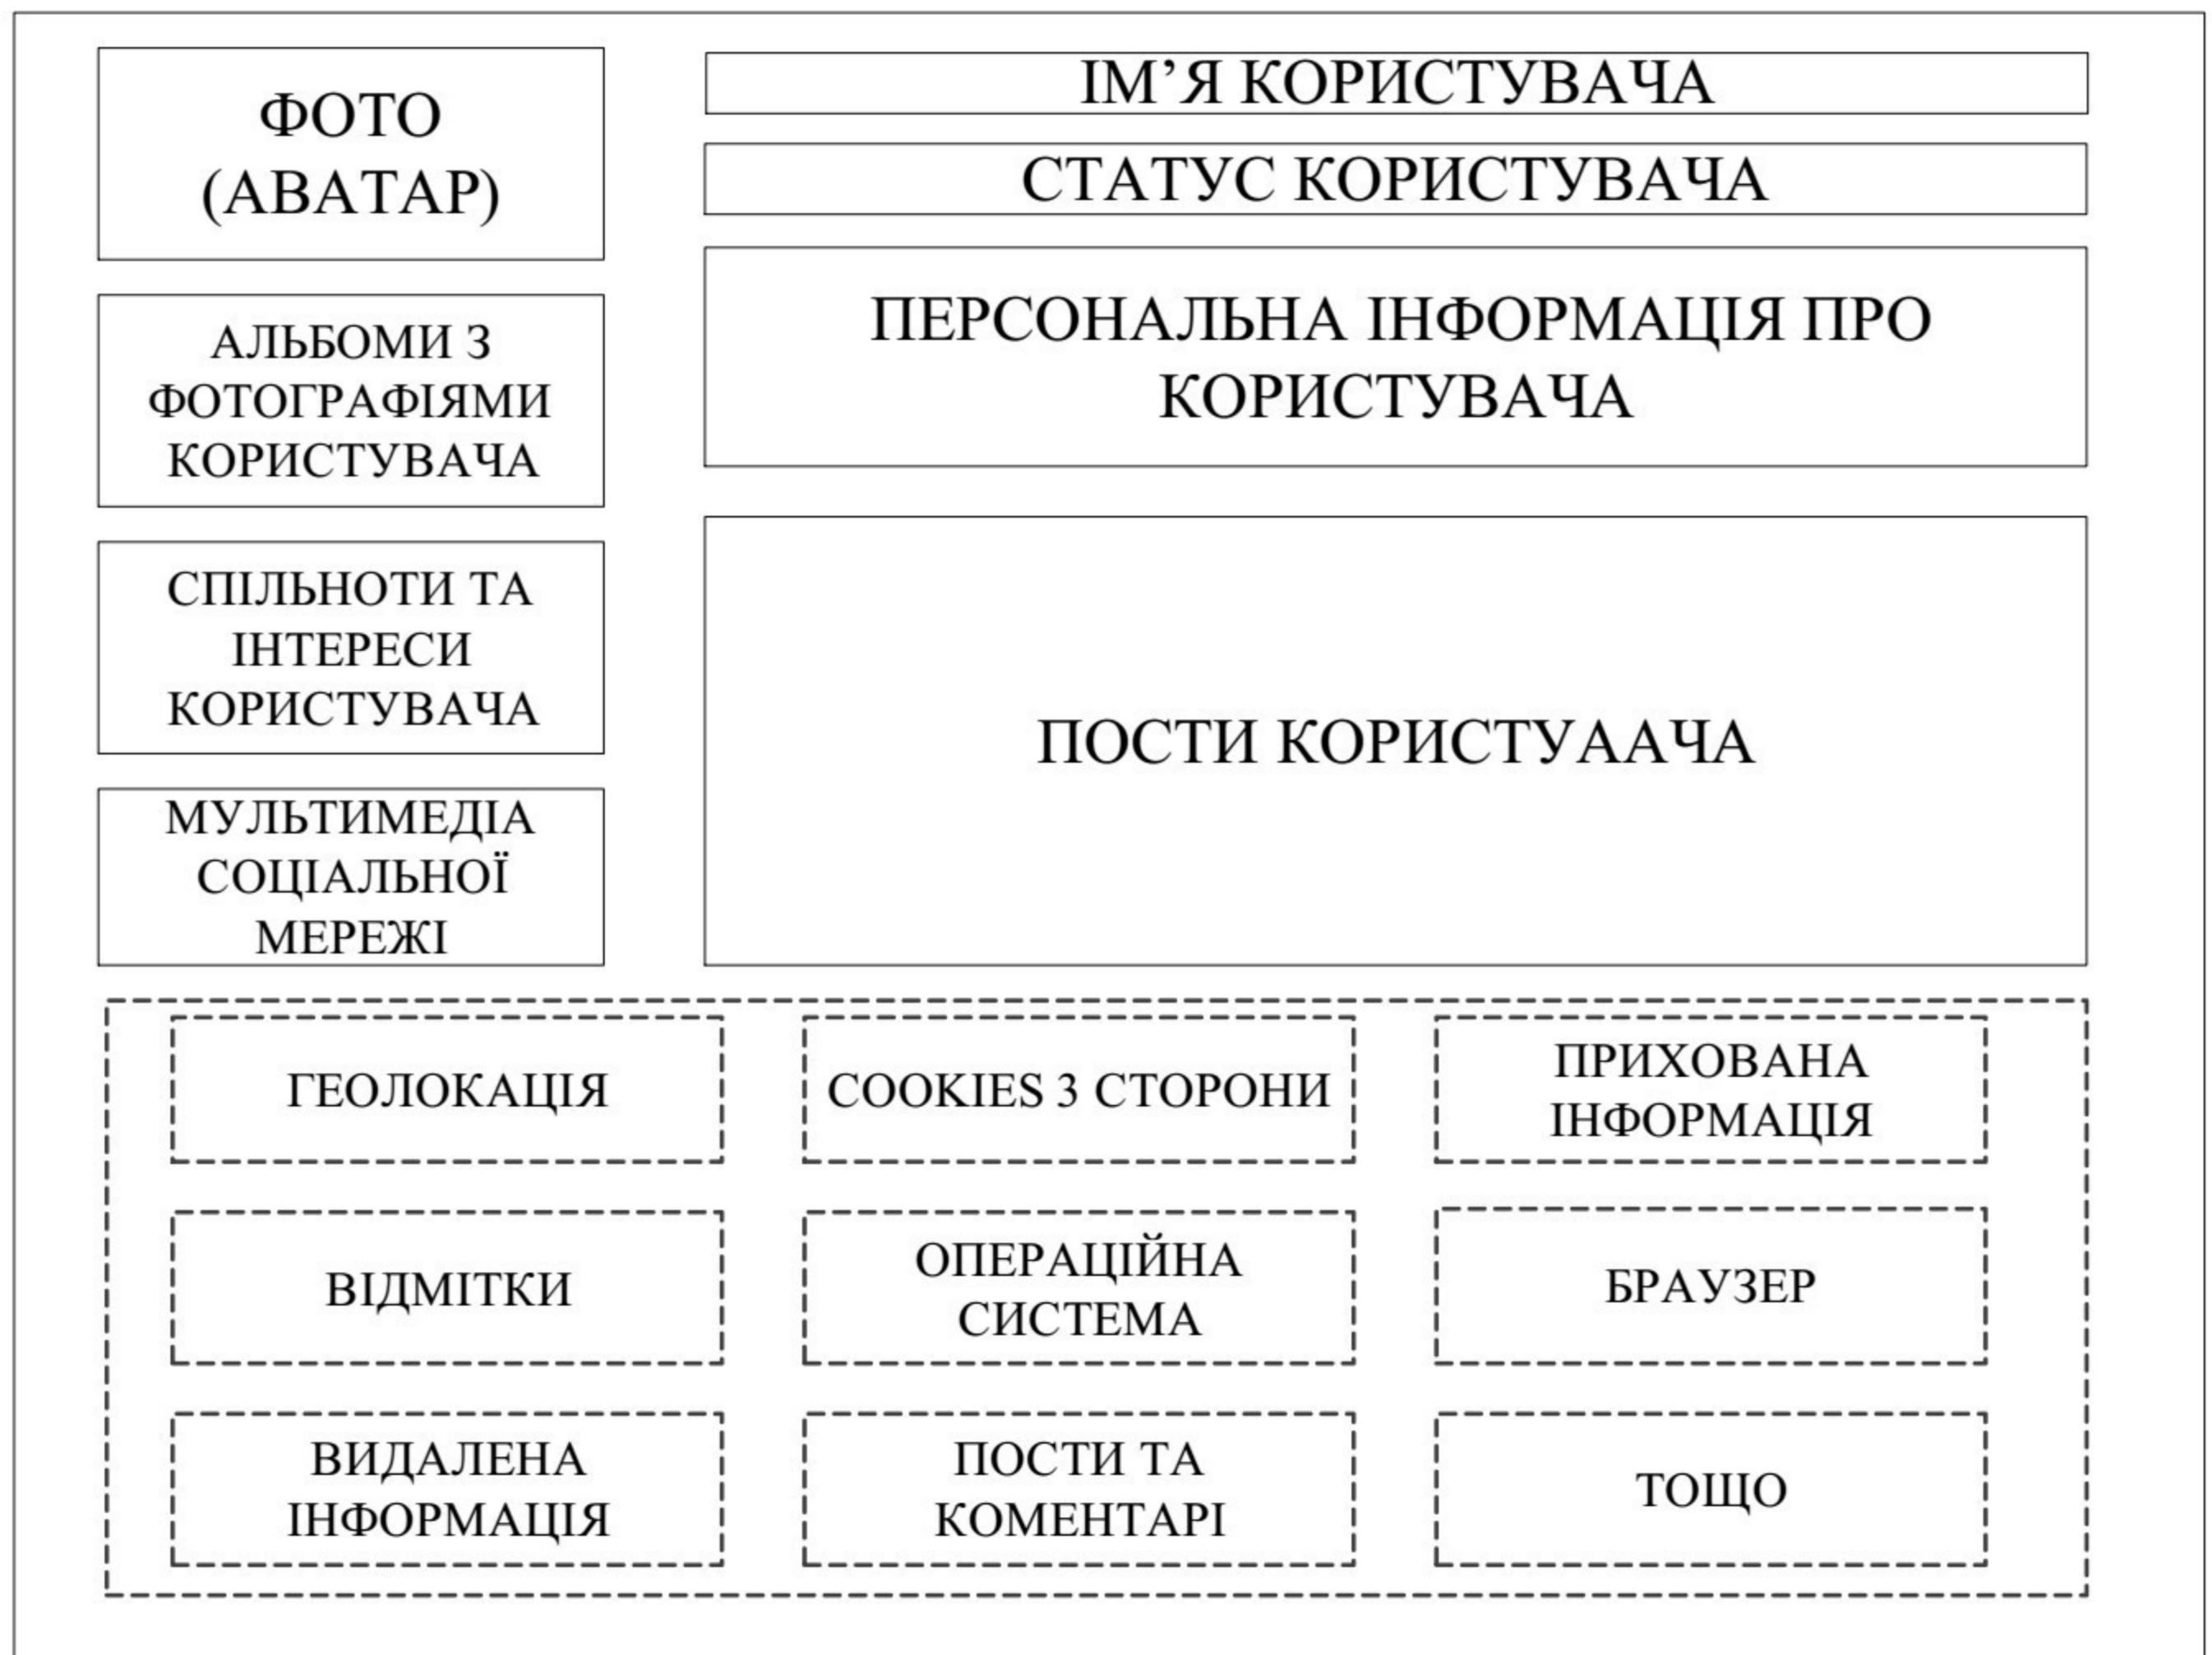 ФОТО
(АВАТАР)
ІМ’Я КОРИСТУВАЧА
СТАТУС КОРИСТУВАЧА
ПЕРСОНАЛЬНА ІНФОРМАЦІЯ ПРО
КОРИСТУВАЧА
АЛЬБОМИ З
ФОТОГРАФІЯМИ
КОРИСТУВАЧА
СПІЛЬНОТИ ТА
ІНТЕРЕСИ
КОРИСТУВАЧА
МУЛЬТИМЕДІА
СОЦІАЛЬНОЇ
МЕРЕЖІ
ПОСТИ КОРИСТУААЧА
ГЕОЛОКАЦІЯ
COOKIES 3 СТОРОНИ
ПРИХОВАНА
ІНФОРМАЦІЯ
ВІДМІТКИ
ОПЕРАЦІЙНА
СИСТЕМА
БРАУЗЕР
ВИДАЛЕНА
ІНФОРМАЦІЯ
ПОСТИ ТА
КОМЕНТАРІ
ТОЩО